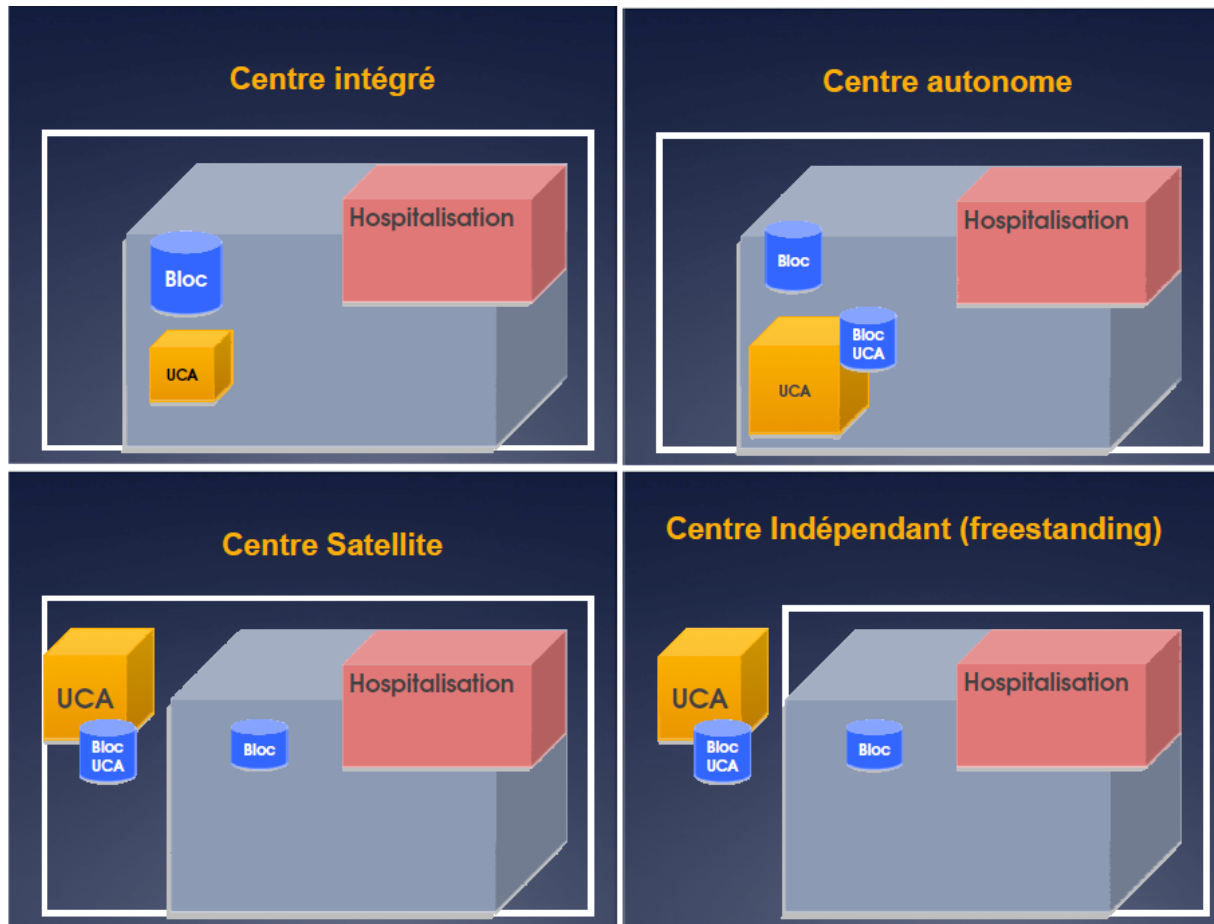 Centre intégré
Hospitalisation
Bloc
UCA
Centre autonome
Hospitalisation
Bloc
Bloc
UCA
UCA
Centre Satellite
Hospitalisation
UCA
Bloc
UCA
Bloc
Centre Indépendant (freestanding)
Hospitalisation
UCA
Bloc
UCA
Bloc